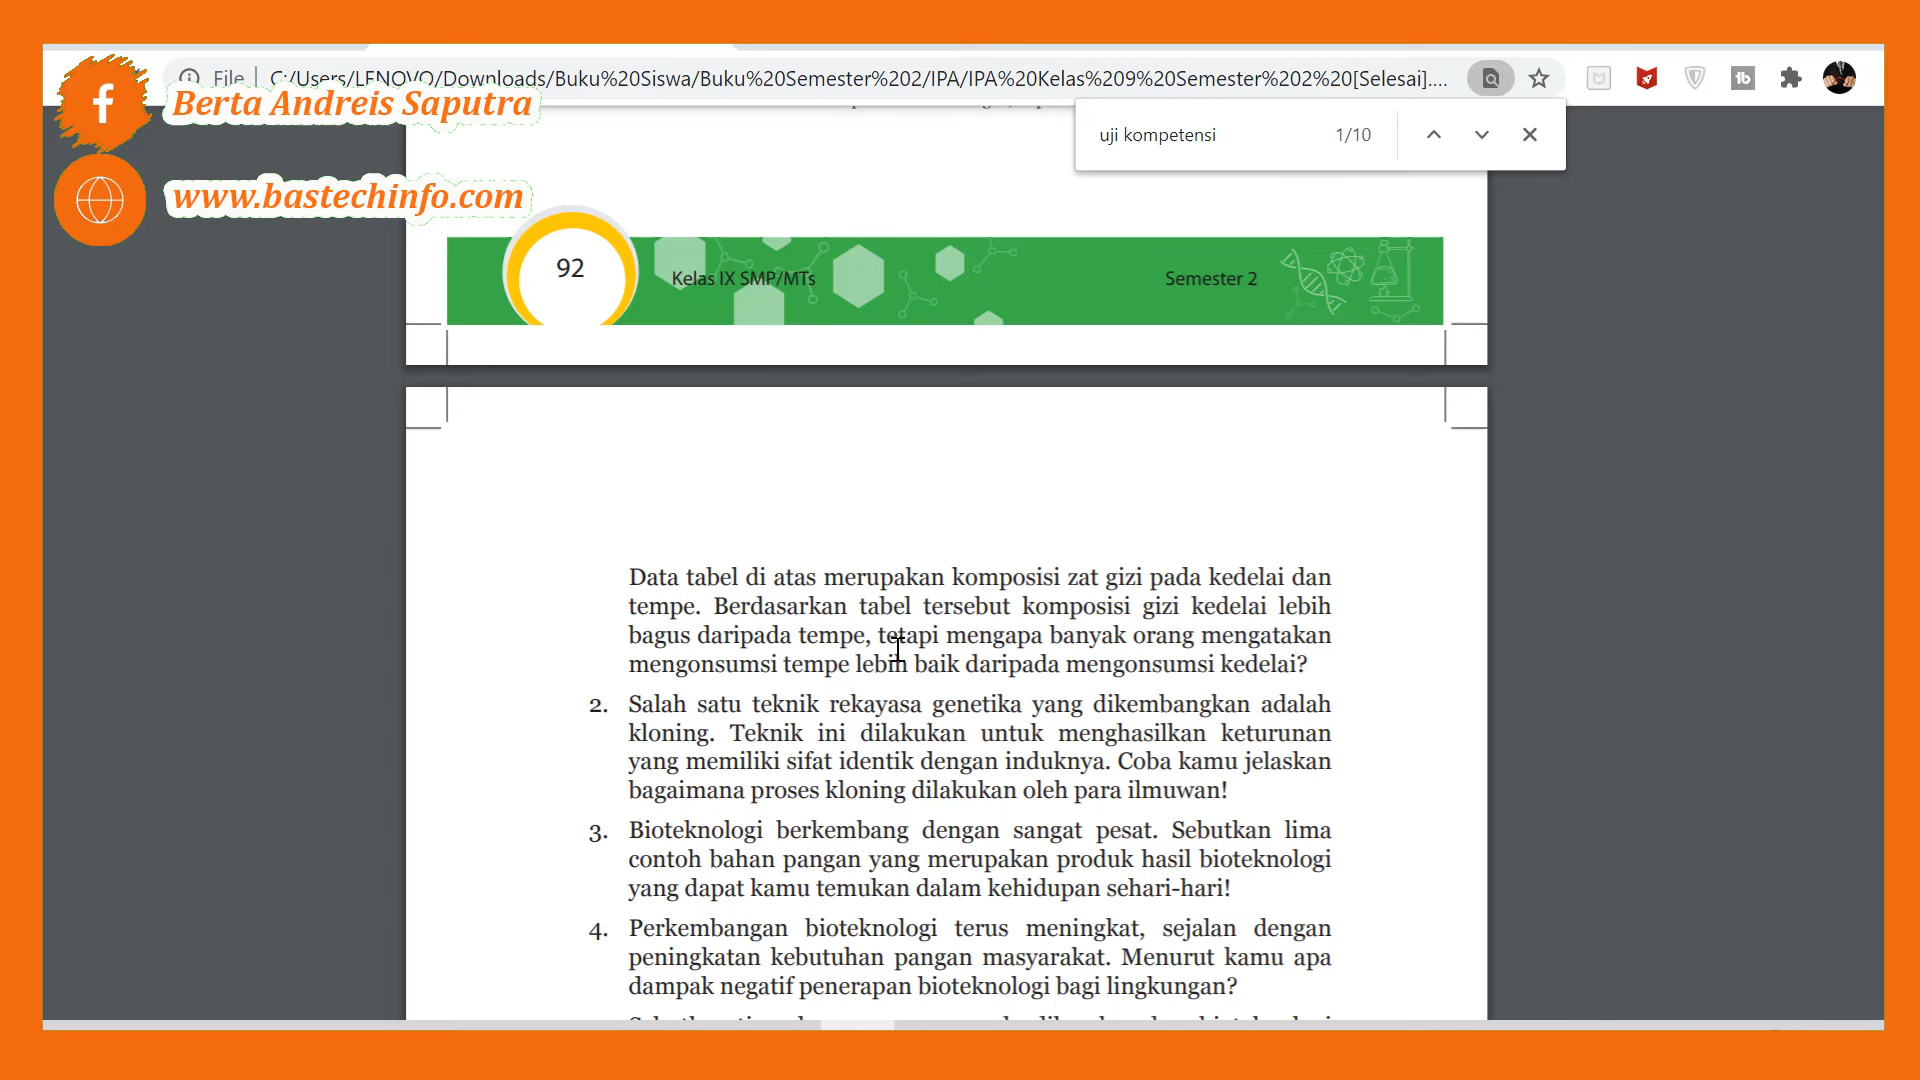 File
C:/Users/LENOVO/Downloads/Buku%20Siswa/Buku%20Semester%202/IPA/IPA%20Kelas%209%20Semester%202%20[Selesai]....
Berta Andreis Saputra
uji kompetensi
1/10
www.bastechinfo.com
92
Kelas IX SMP/MTs
Semester 2
Data tabel di atas merupakan komposisi zat gizi pada kedelai dan
tempe. Berdasarkan tabel tersebut komposisi gizi kedelai lebih
bagus daripada tempe, tetapi mengapa banyak orang mengatakan
mengonsumsi tempe lebih baik daripada mengonsumsi kedelai?
2. Salah satu teknik rekayasa genetika yang dikembangkan adalah
kloning. Teknik ini dilakukan untuk menghasilkan keturunan
yang memiliki sifat identik dengan induknya. Coba kamu jelaskan
bagaimana proses kloning dilakukan oleh para ilmuwan!
3. Bioteknologi berkembang dengan sangat pesat. Sebutkan lima
contoh bahan pangan yang merupakan produk hasil bioteknologi
yang dapat kamu temukan dalam kehidupan sehari-hari!
4. Perkembangan bioteknologi terus meningkat, sejalan dengan
peningkatan kebutuhan pangan masyarakat. Menurut kamu apa
dampak negatif penerapan bioteknologi bagi lingkungan?